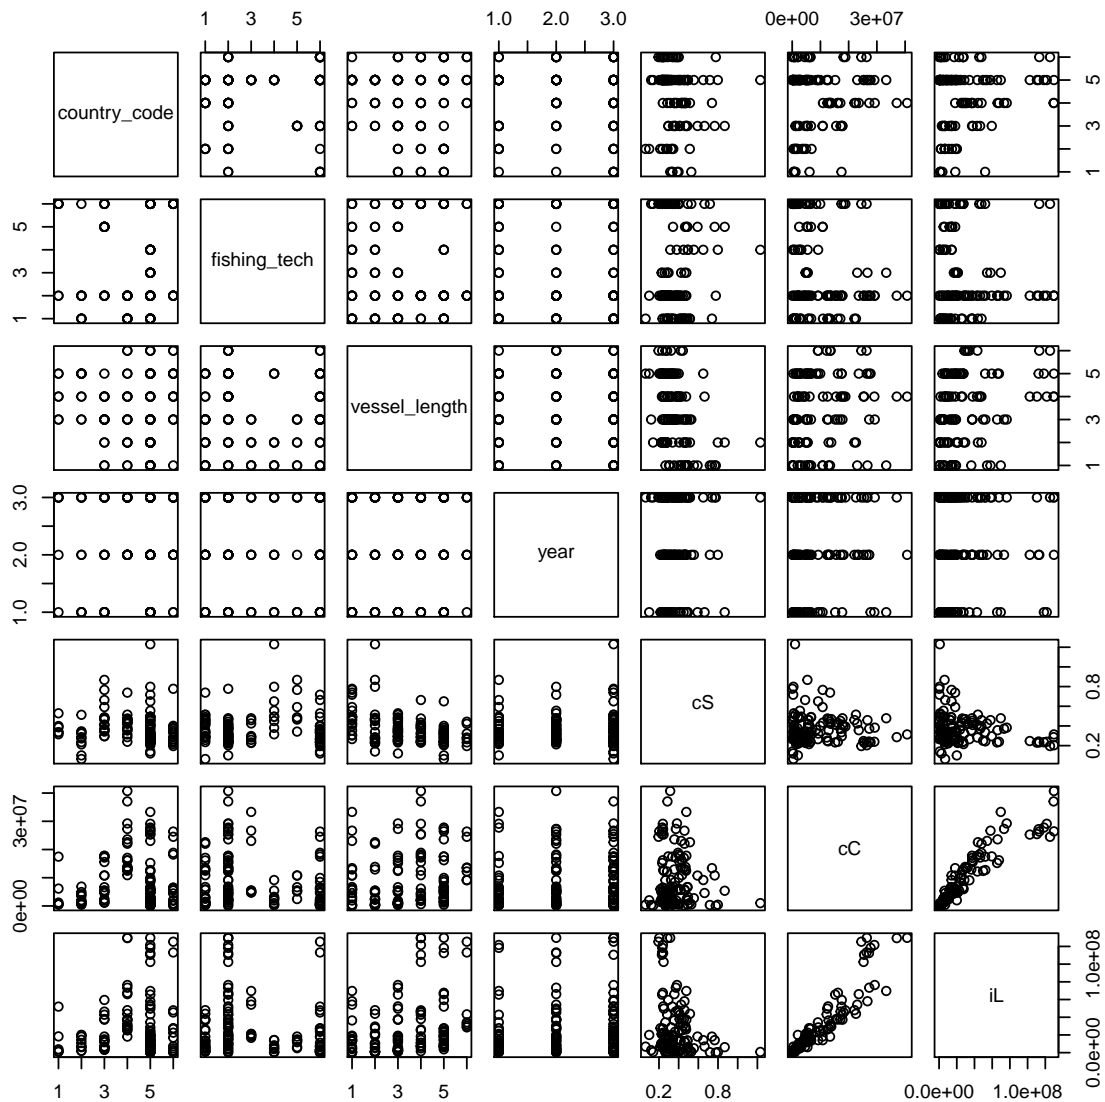 1 3 5 1.0 2.0 3.0 0e+00 3e+07
country_code 1 3 5
1 3 5 fishing_tech
vessel_length 1 3 5
1.0 2.0 3.0 year
cS 0.2 0.8
0e+00 3e+07 cC
iL 0.0e+00 1.0e+08
1 3 5 1 3 5 0.2 0.8 0.0e+00 1.0e+08